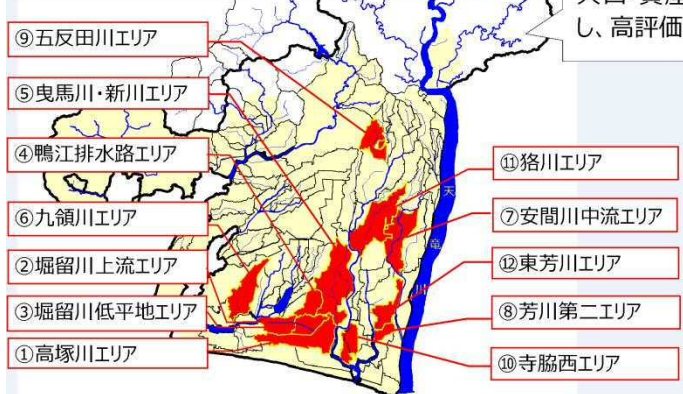 し、高評価
⑨五反田川エリア
⑤曳馬川・新川エリア
④鴨江排水路エリア
⑥九領川エリア
②堀留川上流エリア
③堀留川低平地エリア
①高塚川エリア
⑪狢川エリア
⑦安間川中流エリア
⑫東芳川エリア
⑧芳川第二エリア
⑩寺脇西エリア
天
竜
川